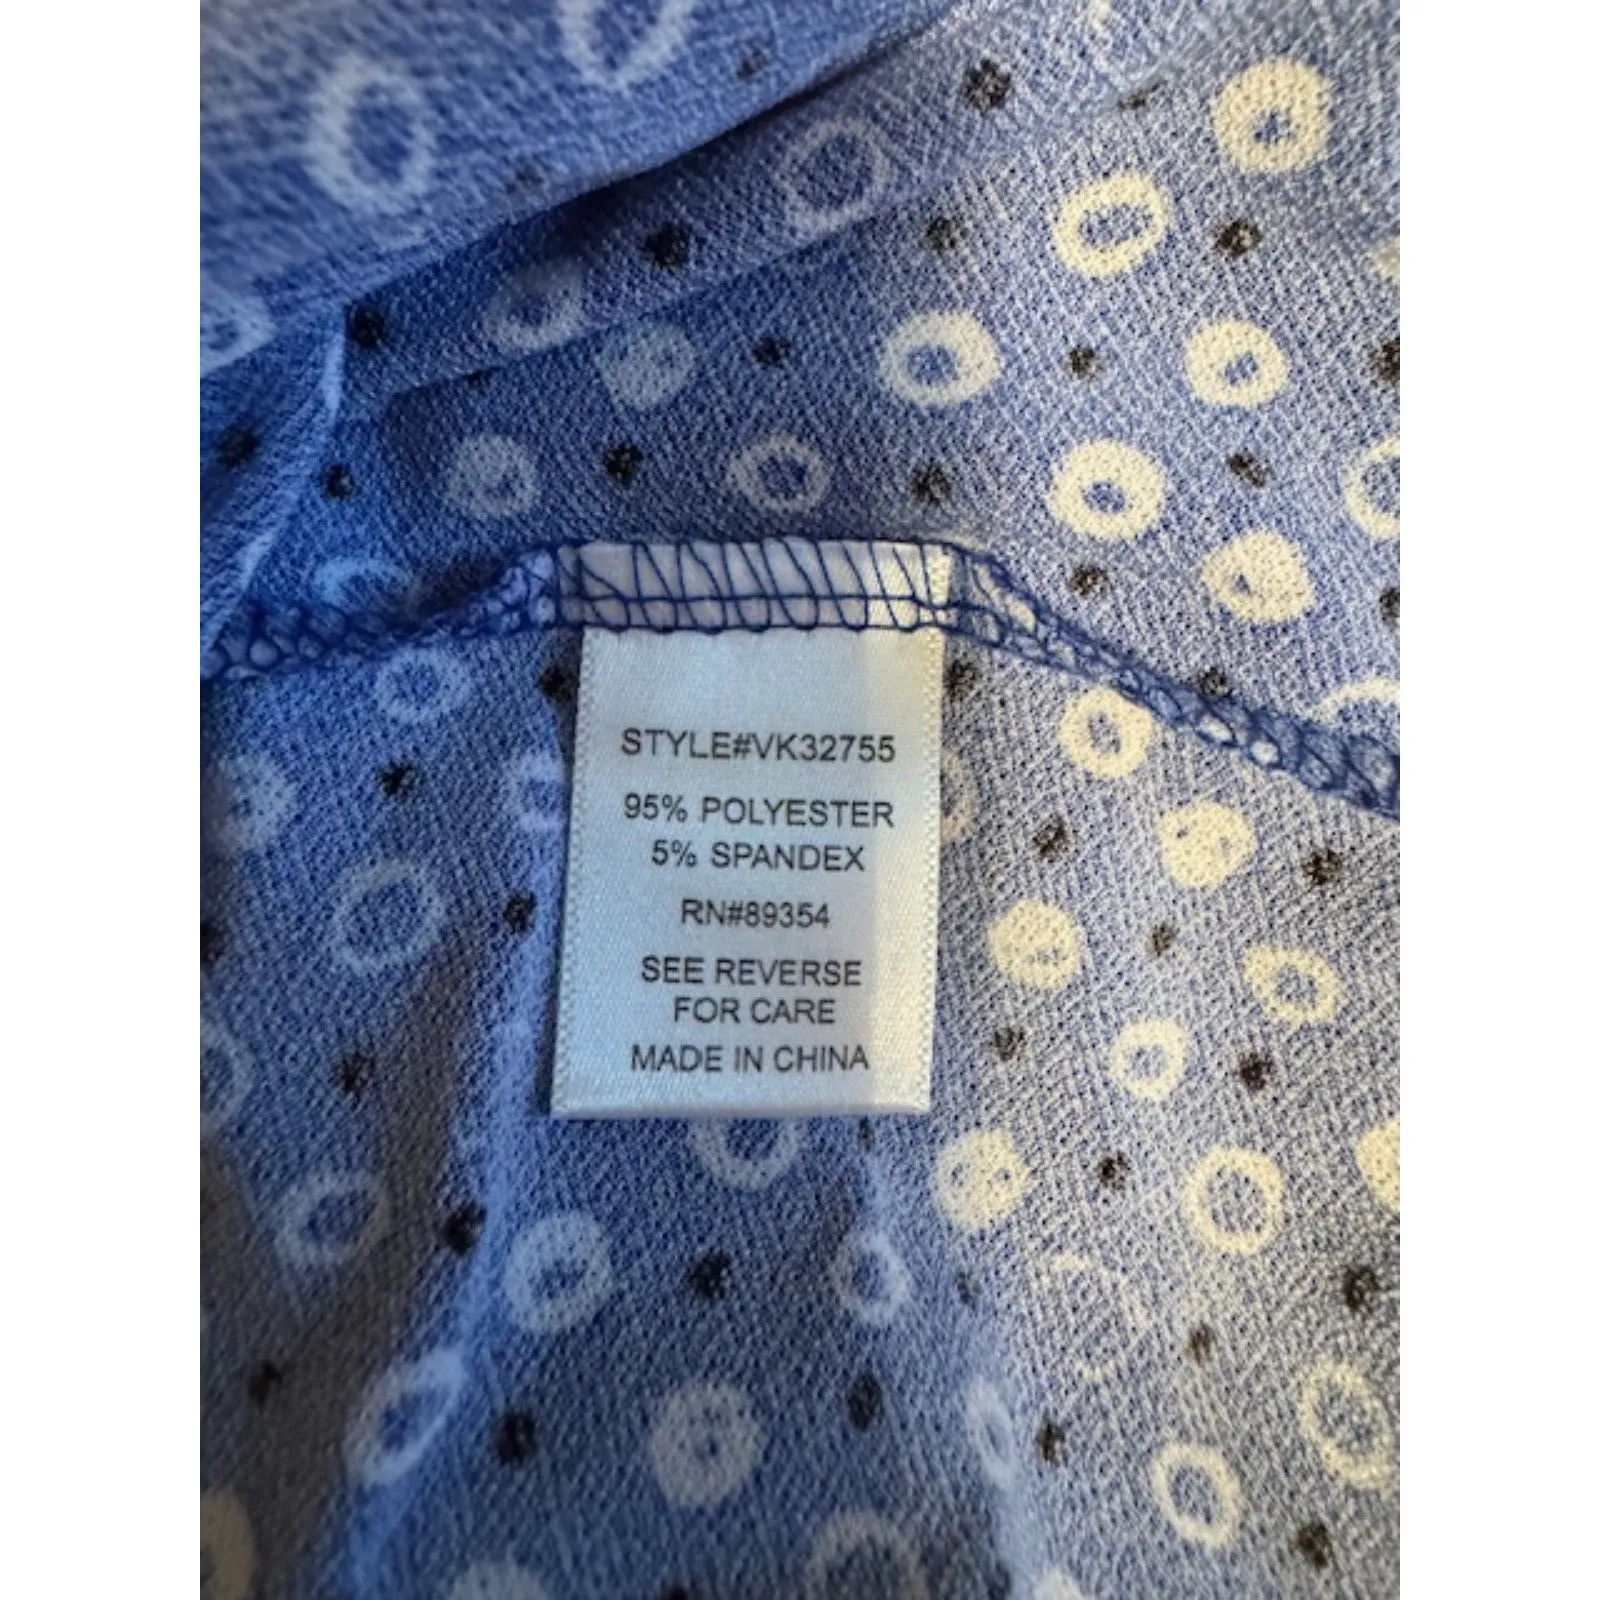 STYLE#VK32755
95% POLYESTER
5% SPANDEX
RN#89354
SEE REVERSE
FOR CARE
MADE IN CHINA